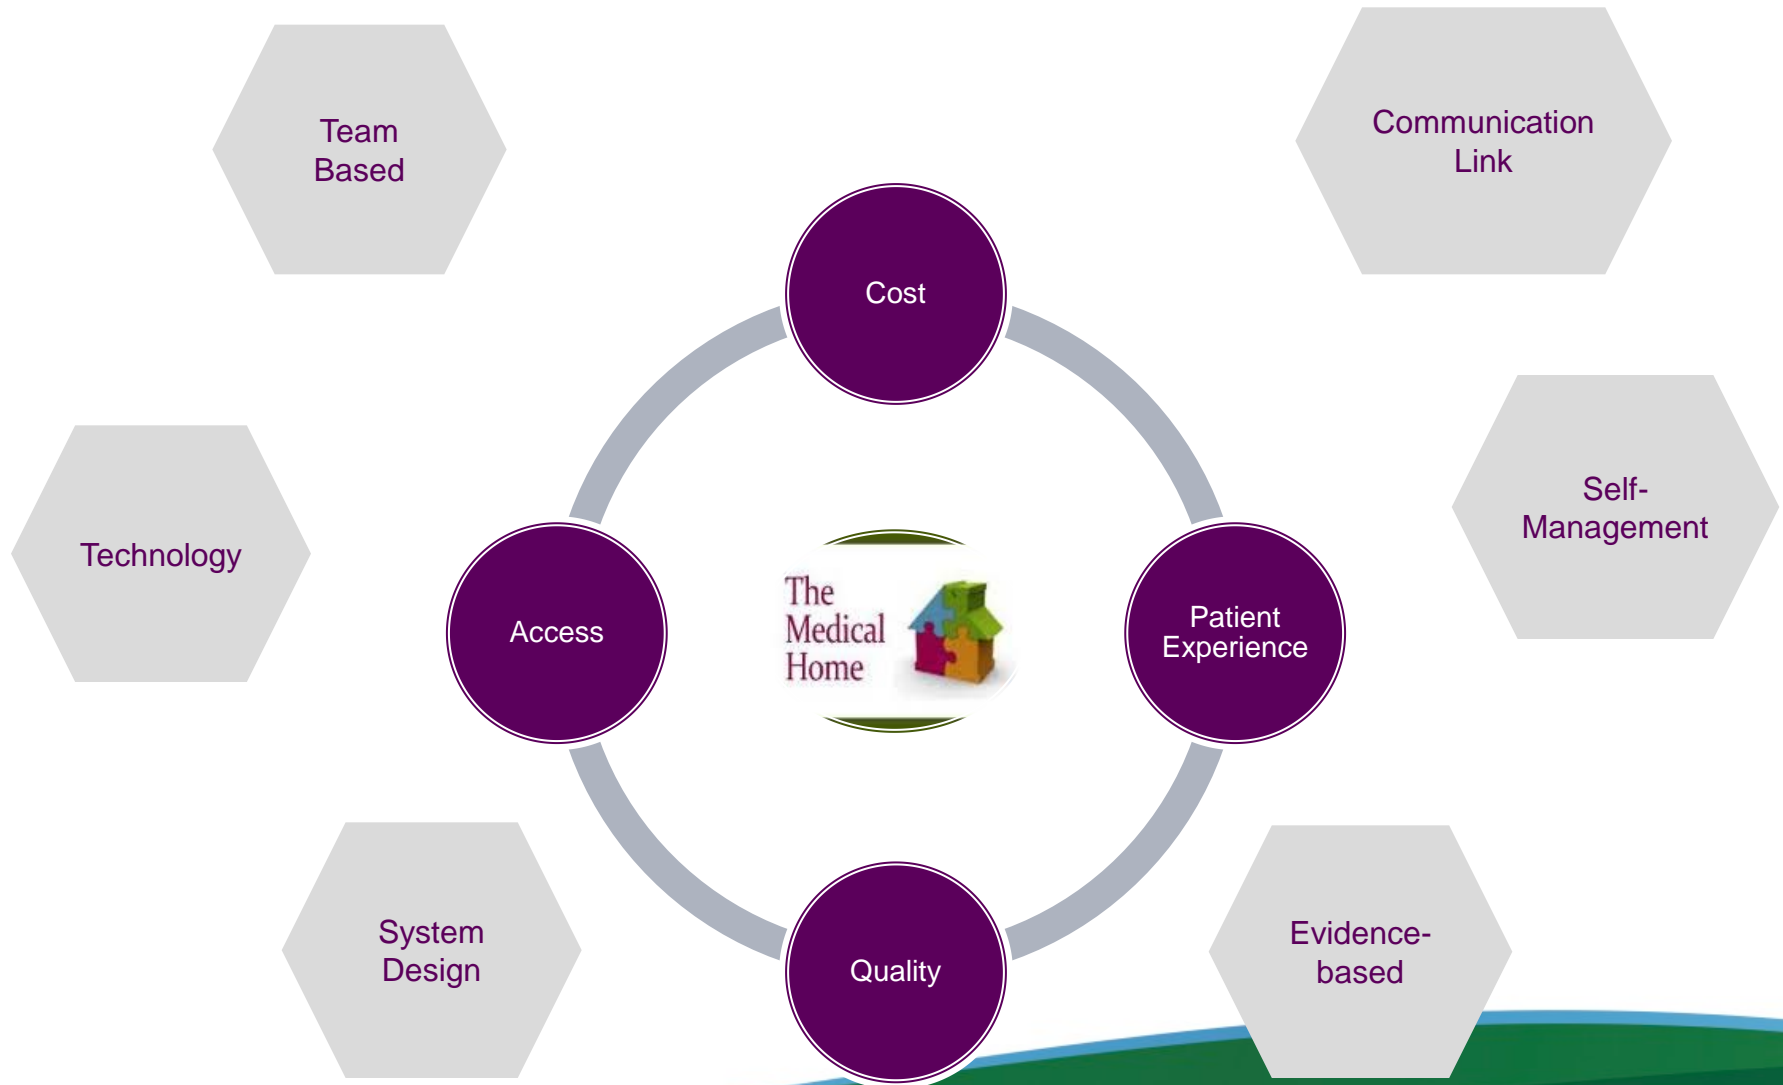 Team
Based
Communication
Link
Cost
Self-
Management
Technology
Access
The
Medical
Home
Patient
Experience
System
Design
Quality
Evidence-
based